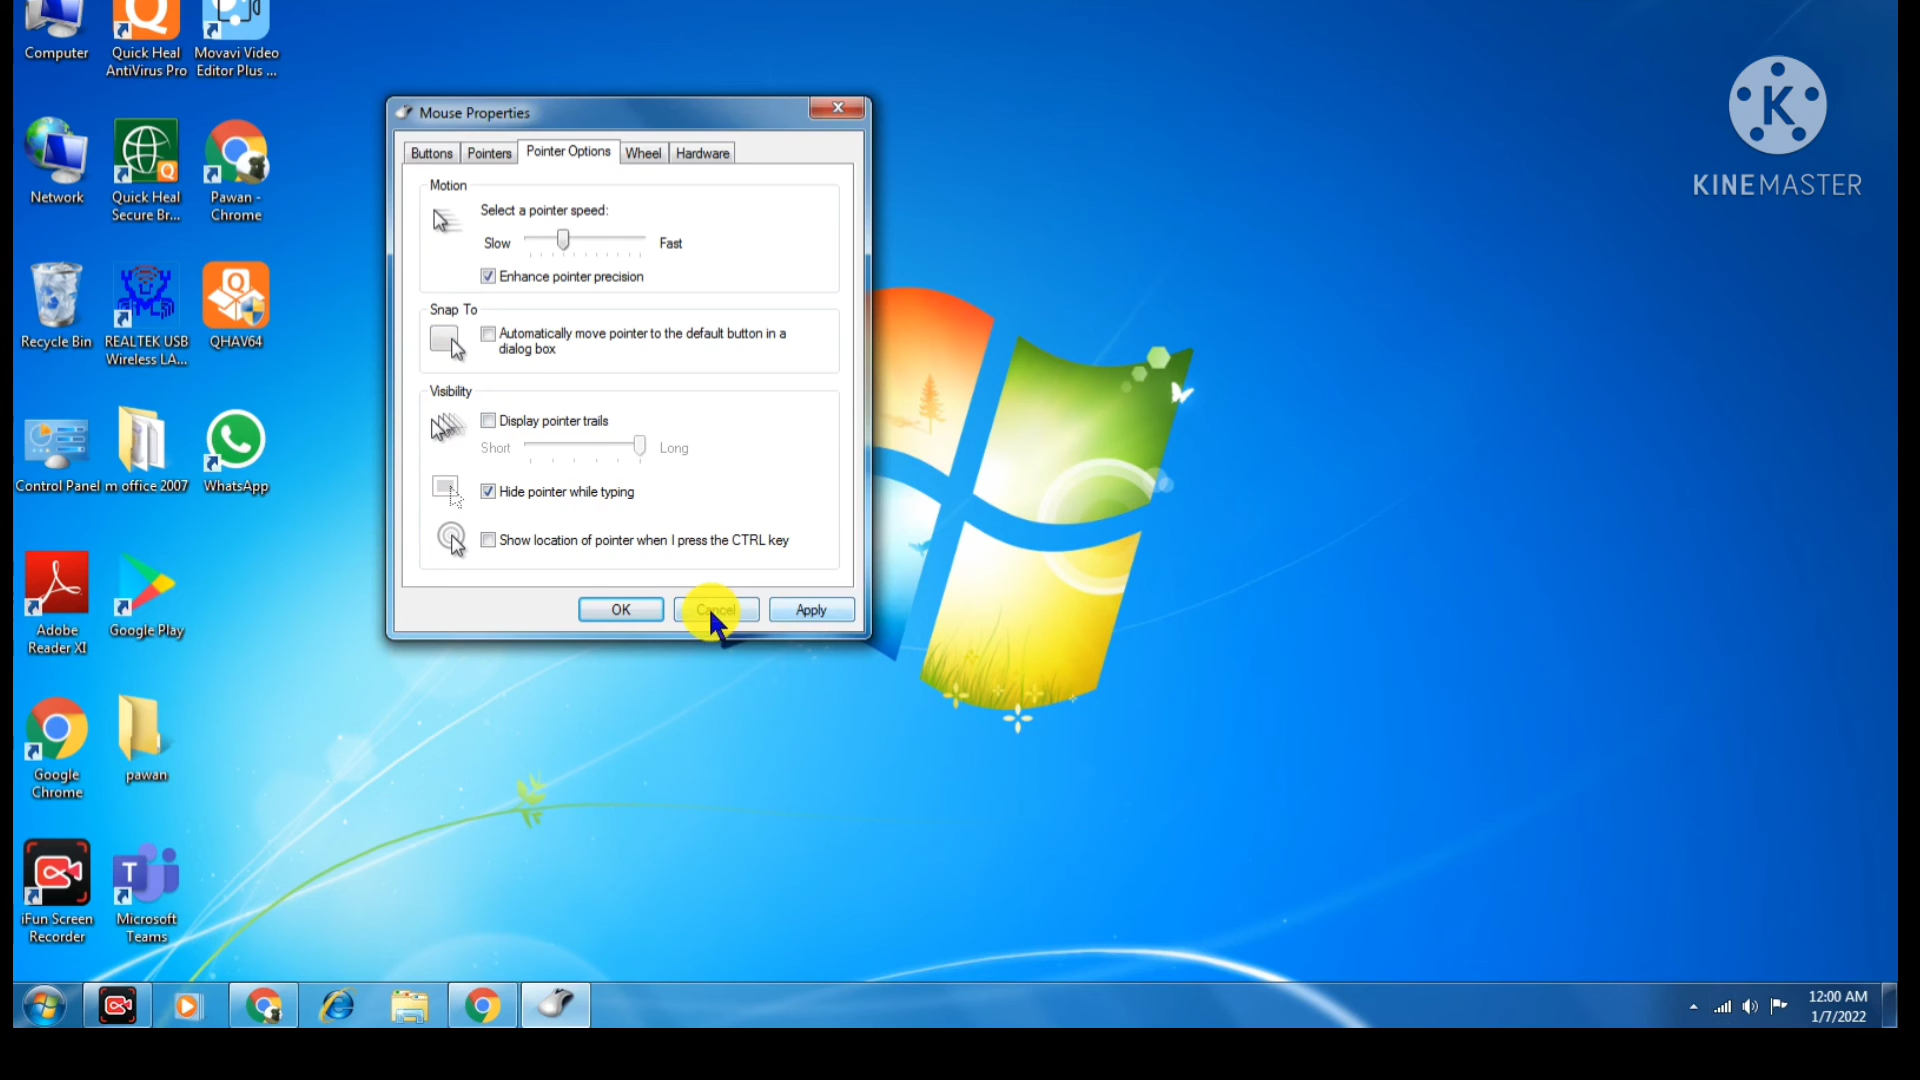 Computer
Quick Heal
AntiVirus Pro
Movavi Video
Editor Plus ...
Network
Quick Heal
Secure Br...
Pawan -
Chrome
Recycle Bin
REALTEK USB
Wireless LA...
QHAV64
Control Panel
m office 2007
WhatsApp
Adobe
Reader XI
Google Play
Google
Chrome
pawan
iFun Screen
Recorder
Microsoft
Teams
Mouse Properties
Buttons
Pointers
Pointer Options
Wheel
Hardware
Motion
Select a pointer speed:
Slow
Fast
Enhance pointer precision
Snap To
Automatically move pointer to the default button in a
dialog box
Visibility
Display pointer trails
Short
Long
Hide pointer while typing
Show location of pointer when I press the CTRL key
OK
Cancel
Apply
K
KINEMASTER
12:00 AM
1/7/2022